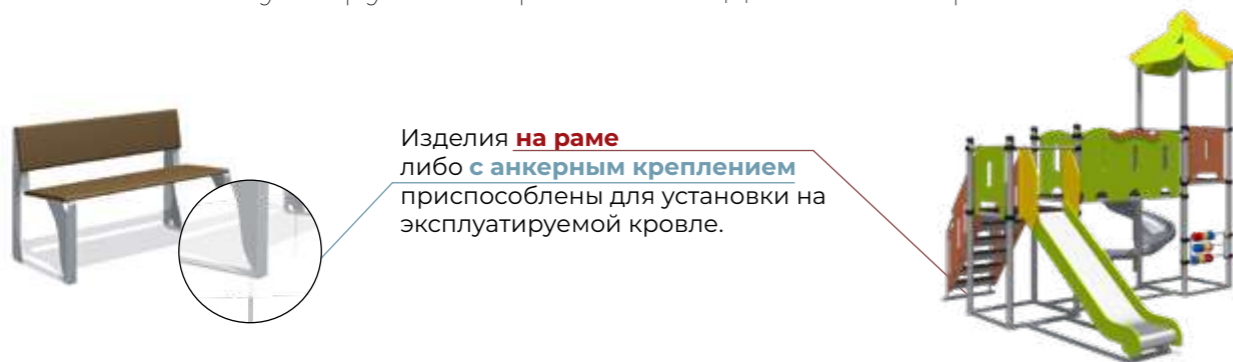 Изделия на раме
либо с анкерным креплением
приспособлены для установки на
эксплуатируемой кровле.